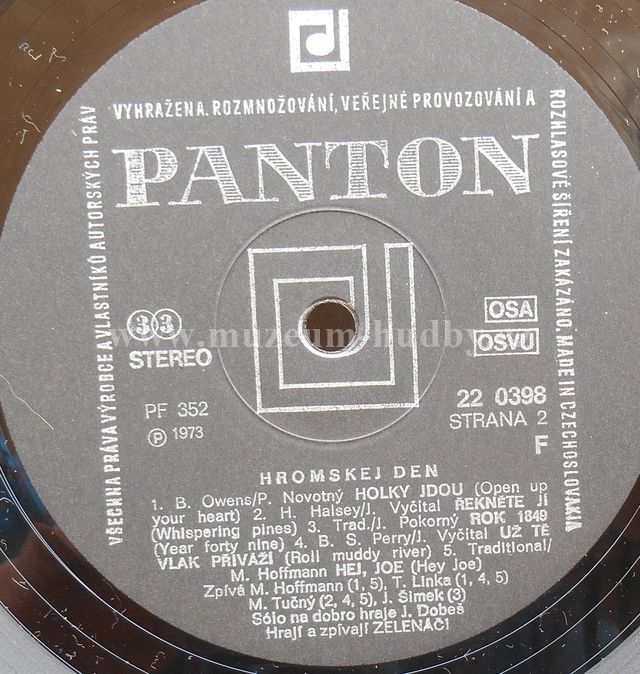 VYHRAŽENA. ROZMNOŽOVÁNÍ, VEŘEJNÉ PROVOZOVÁNÍ A
ROZHLASOVÉ ŠÍŘENÍ ZAKÁZÁNO. MADE IN CZECHOSLOVAKIA
VŠECHNA PRÁVA VÝROBCE A VLASTNÍKŮ AUTORSKÝCH PRÁV
PANTON
www.muzeumhudby
33
STEREO
OSA
OSVU
PF 352
Ⓟ 1973
22 0398
STRANA 2
F
HROMSKEJ DEN
1. B. Owens/P. Novotný HOLKY JDOU (Open up
your heart) 2. H. Halsey/J. Vyčítal ŘEKNĚTE JÍ
(Whispering pines) 3. Trad./J. Pokorný ROK 1849
(Year forty nine) 4. B. S. Perry/J. Vyčítal UŽ TĚ
VLAK PŘIVÁŽÍ (Roll muddy river) 5. Traditional/
M. Hoffmann HEJ, JOE (Hey Joe)
Zpívá M. Hoffmann (1, 5), T. Linka (1, 4, 5)
M. Tučný (2, 4, 5), J. Šimek (3)
Sólo na dobro hraje J. Dobeš
Hrají a zpívají ZELENÁČI